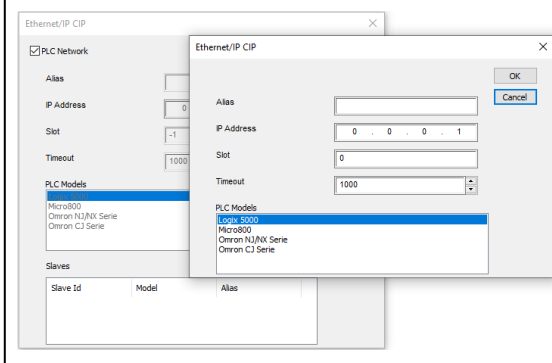 Ethernet/IP CIP
PLC Network
Alias
IP Address 0
Slot -1
Timeout 1000
PLC Models
Micro800
Omron NJ/NX Serie
Omron CJ Serie
Slaves
Slave Id Model Alias
Ethernet/IP CIP
OK
Cancel
Alias
IP Address 0 . 0 . 0 . 1
Slot 0
Timeout 1000
PLC Models
Logix 5000
Micro800
Omron NJ/NX Serie
Omron CJ Serie